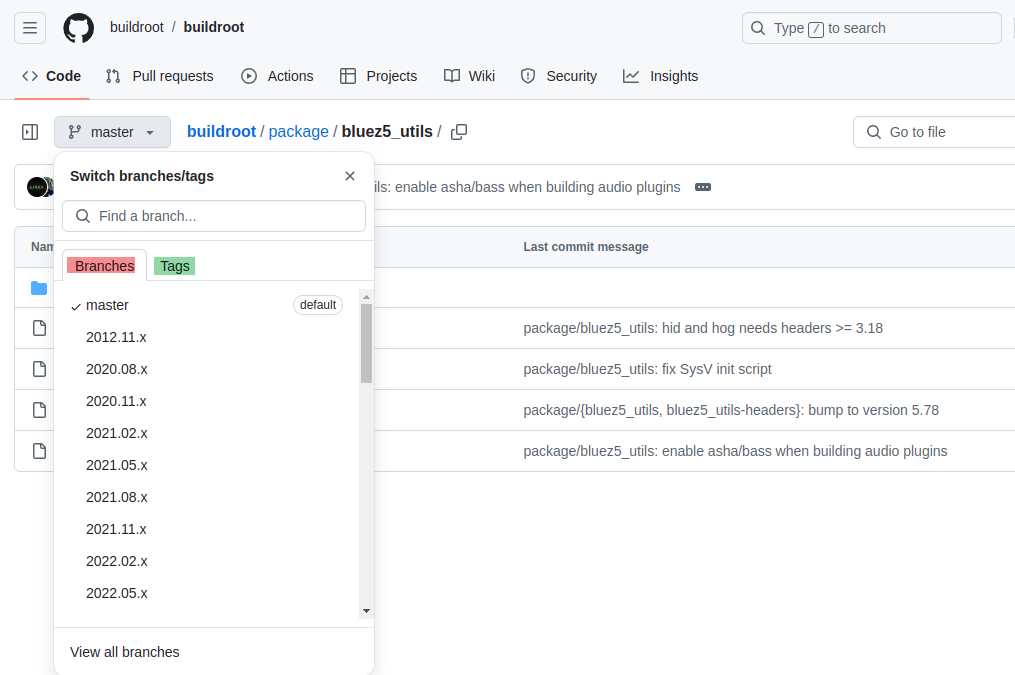 buildroot / buildroot
Type / to search
Code Pull requests Actions Projects Wiki Security Insights
master
buildroot / package / bluez5_utils /
Go to file
Switch branches/tags
ils: enable asha/bass when building audio plugins
Find a branch...
Nam
Last commit message
Branches Tags
master default
2012.11.x
2020.08.x
2020.11.x
2021.02.x
2021.05.x
2021.08.x
2021.11.x
2022.02.x
2022.05.x
View all branches
package/bluez5_utils: hid and hog needs headers >= 3.18
package/bluez5_utils: fix SysV init script
package/{bluez5_utils, bluez5_utils-headers}: bump to version 5.78
package/bluez5_utils: enable asha/bass when building audio plugins